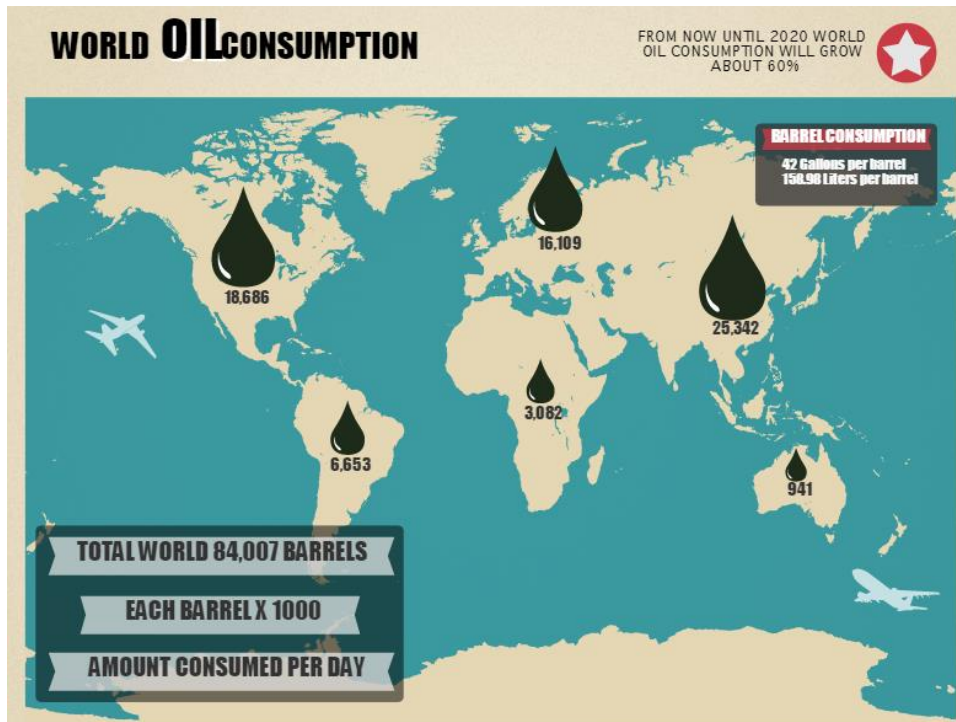 WORLD OIL CONSUMPTION
FROM NOW UNTIL 2020 WORLD
OIL CONSUMPTION WILL GROW
ABOUT 60%
BARREL CONSUMPTION
42 Gallons per barrel
158.98 Liters per barrel
16,109
18,686
25,342
3,082
6,653
941
TOTAL WORLD 84,007 BARRELS
EACH BARREL X 1000
AMOUNT CONSUMED PER DAY